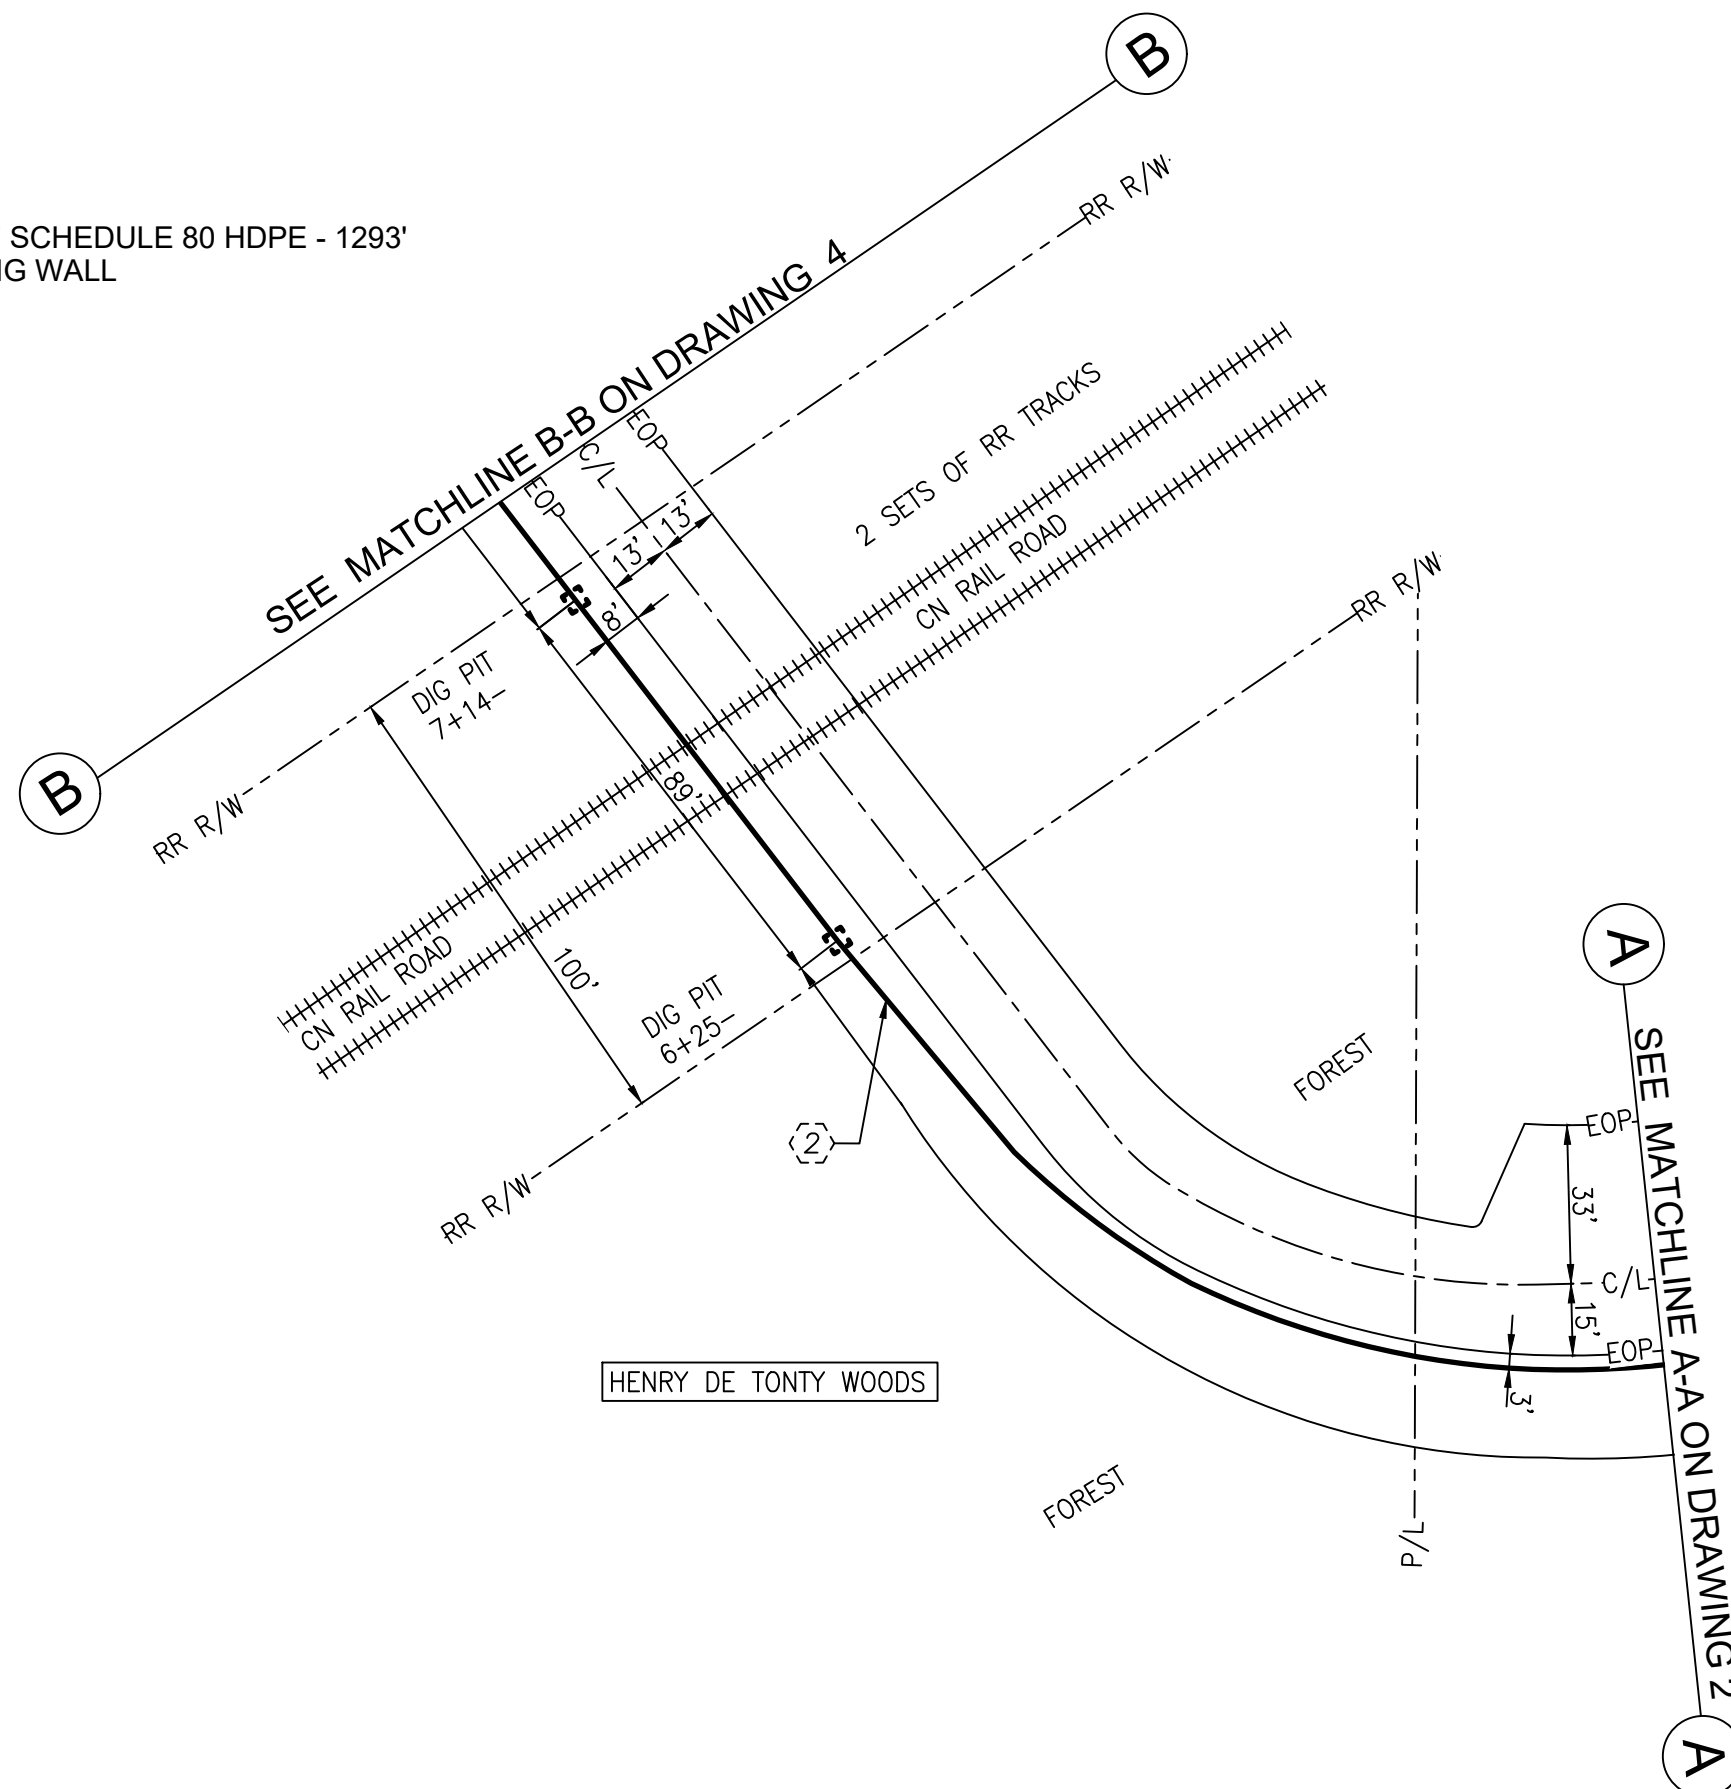 B
RR R/W
SCHEDULE 80 HDPE - 1293'
WALL
SEE MATCHLINE B-B ON DRAWING 4
2 SETS OF RR TRACKS
EOP
C/L
EOP
13'
13'
8'
CN RAIL ROAD
RR R/W
DIG PIT
7+14
B
RR R/W
89'
100'
CN RAIL ROAD
DIG PIT
6+25
2
RR R/W
A
SEE MATCHLINE A-A ON DRAWING 2
FOREST
EOP
33'
C/L
15'
EOP
3'
HENRY DE TONTY WOODS
FOREST
P/L
A